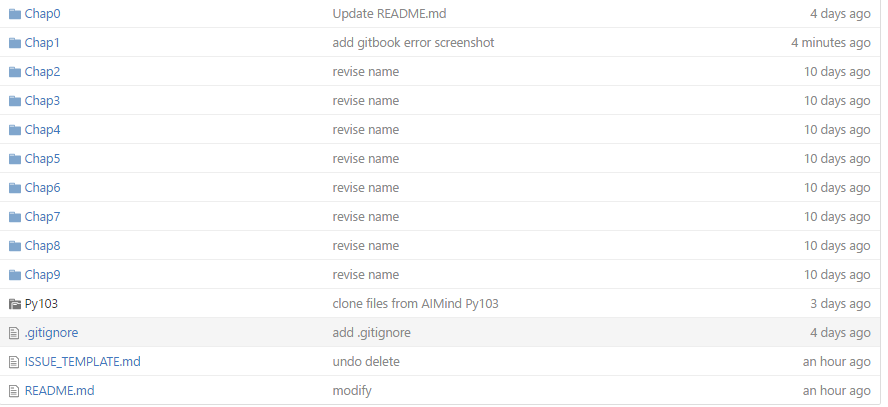 Chap0 Update README.md 4 days ago
Chap1 add gitbook error screenshot 4 minutes ago
Chap2 revise name 10 days ago
Chap3 revise name 10 days ago
Chap4 revise name 10 days ago
Chap5 revise name 10 days ago
Chap6 revise name 10 days ago
Chap7 revise name 10 days ago
Chap8 revise name 10 days ago
Chap9 revise name 10 days ago
Py103 clone files from AIMind Py103 3 days ago
.gitignore add .gitignore 4 days ago
ISSUE_TEMPLATE.md undo delete an hour ago
README.md modify an hour ago